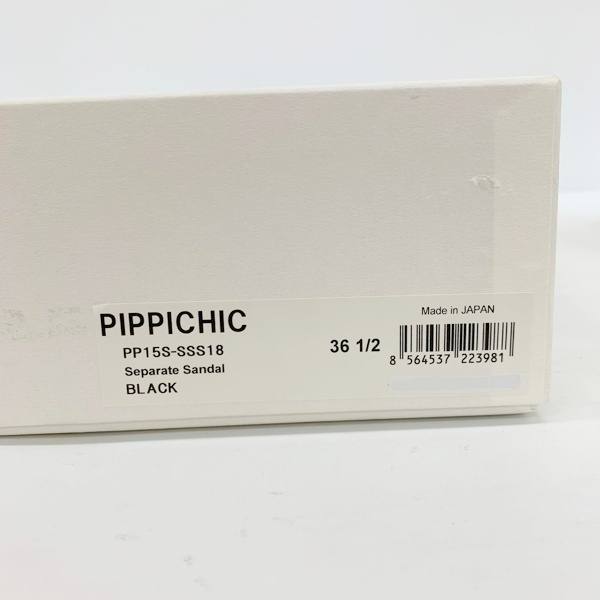 PIPPICHIC
PP15S-SSS18
Separate Sandal
BLACK
36 1/2
Made in JAPAN
8 564537 223981